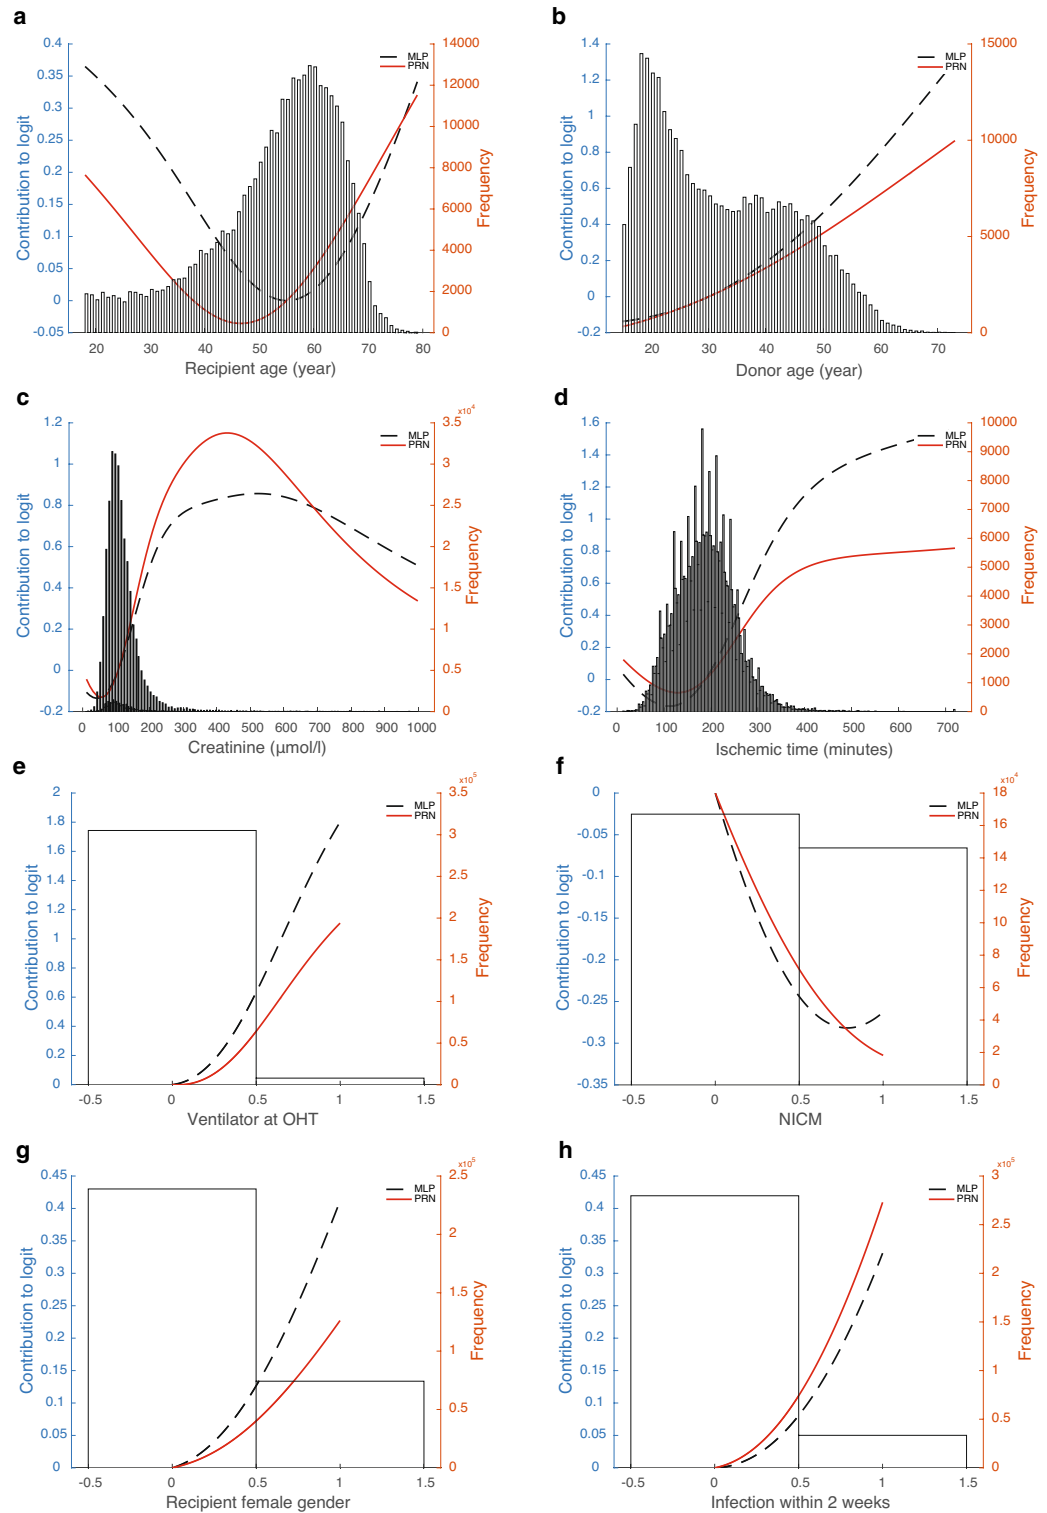 a
0.4
0.35
0.3
0.25
0.2
0.15
0.1
0.05
0
-0.05
Contribution to logit
14000
12000
10000
8000
6000
4000
2000
0
Frequency
MLP
PRN
20 30 40 50 60 70 80
Recipient age (year)
b
1.4
1.2
1
0.8
0.6
0.4
0.2
0
-0.2
Contribution to logit
15000
10000
5000
0
Frequency
MLP
PRN
20 30 40 50 60 70
Donor age (year)
c
1.2
1
0.8
0.6
0.4
0.2
0
-0.2
Contribution to logit
x10⁴
3.5
3
2.5
2
1.5
1
0.5
0
Frequency
MLP
PRN
0 100 200 300 400 500 600 700 800 900 1000
Creatinine (μmol/l)
d
1.6
1.4
1.2
1
0.8
0.6
0.4
0.2
0
-0.2
Contribution to logit
10000
9000
8000
7000
6000
5000
4000
3000
2000
1000
0
Frequency
MLP
PRN
0 100 200 300 400 500 600 700
Ischemic time (minutes)
e
2
1.8
1.6
1.4
1.2
1
0.8
0.6
0.4
0.2
0
Contribution to logit
x10⁵
3.5
3
2.5
2
1.5
1
0.5
0
Frequency
MLP
PRN
-0.5 0 0.5 1 1.5
Ventilator at OHT
f
0
-0.05
-0.1
-0.15
-0.2
-0.25
-0.3
-0.35
Contribution to logit
x10⁴
18
16
14
12
10
8
6
4
2
0
Frequency
MLP
PRN
-0.5 0 0.5 1 1.5
NICM
g
0.45
0.4
0.35
0.3
0.25
0.2
0.15
0.1
0.05
0
Contribution to logit
x10⁵
2.5
2
1.5
1
0.5
0
Frequency
MLP
PRN
-0.5 0 0.5 1 1.5
Recipient female gender
h
0.45
0.4
0.35
0.3
0.25
0.2
0.15
0.1
0.05
0
Contribution to logit
x10⁵
3
2.5
2
1.5
1
0.5
0
Frequency
MLP
PRN
-0.5 0 0.5 1 1.5
Infection within 2 weeks